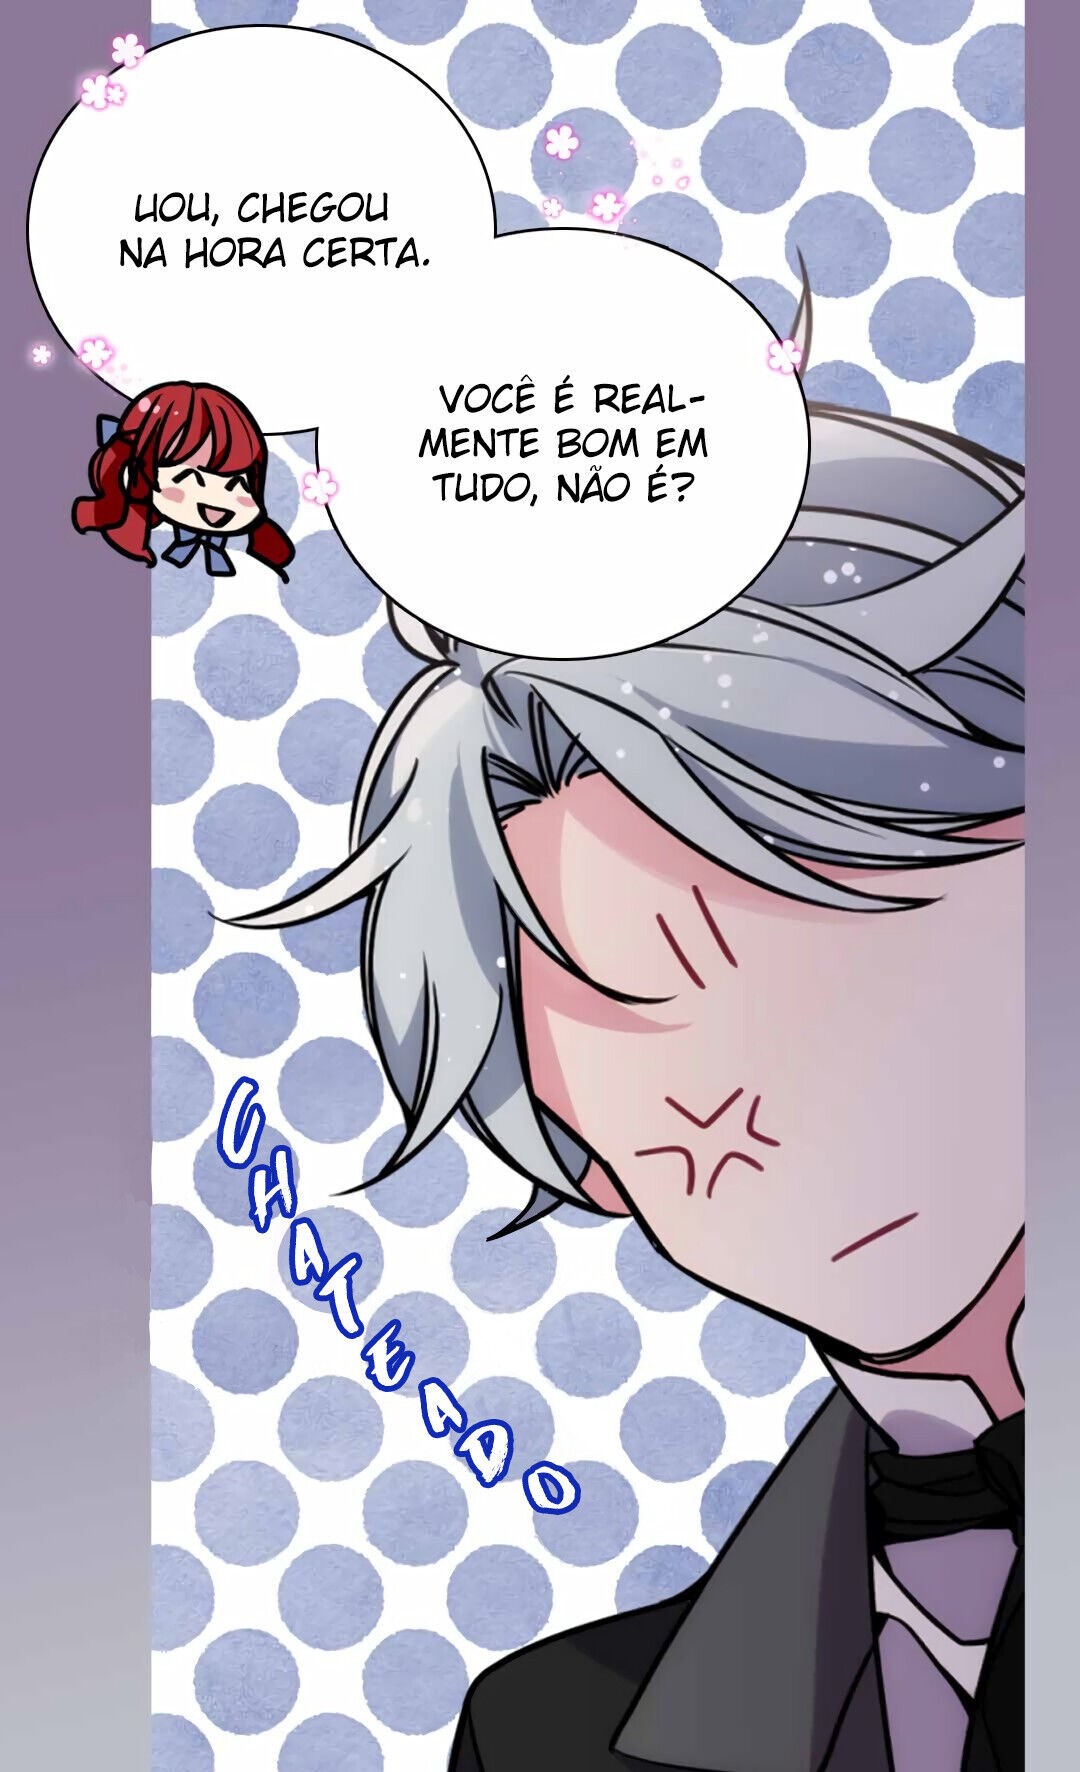 UOU, CHEGOU
NA HORA CERTA.
VOCÊ É REAL-
MENTE BOM EM
TUDO, NÃO É?
CHATEADO